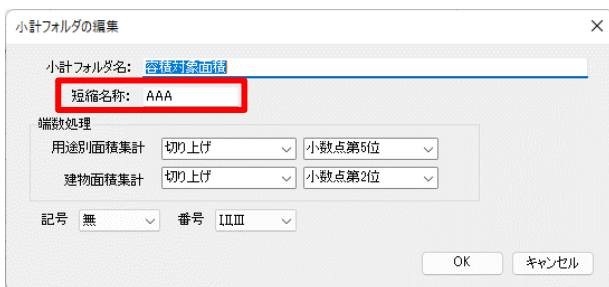 小計フォルダの編集
小計フォルダ名: 容積対象面積
短縮名称: AAA
端数処理
用途別面積集計 切り上げ 小数点第5位
建物面積集計 切り上げ 小数点第2位
記号 無 番号 I,II,III
OK キャンセル